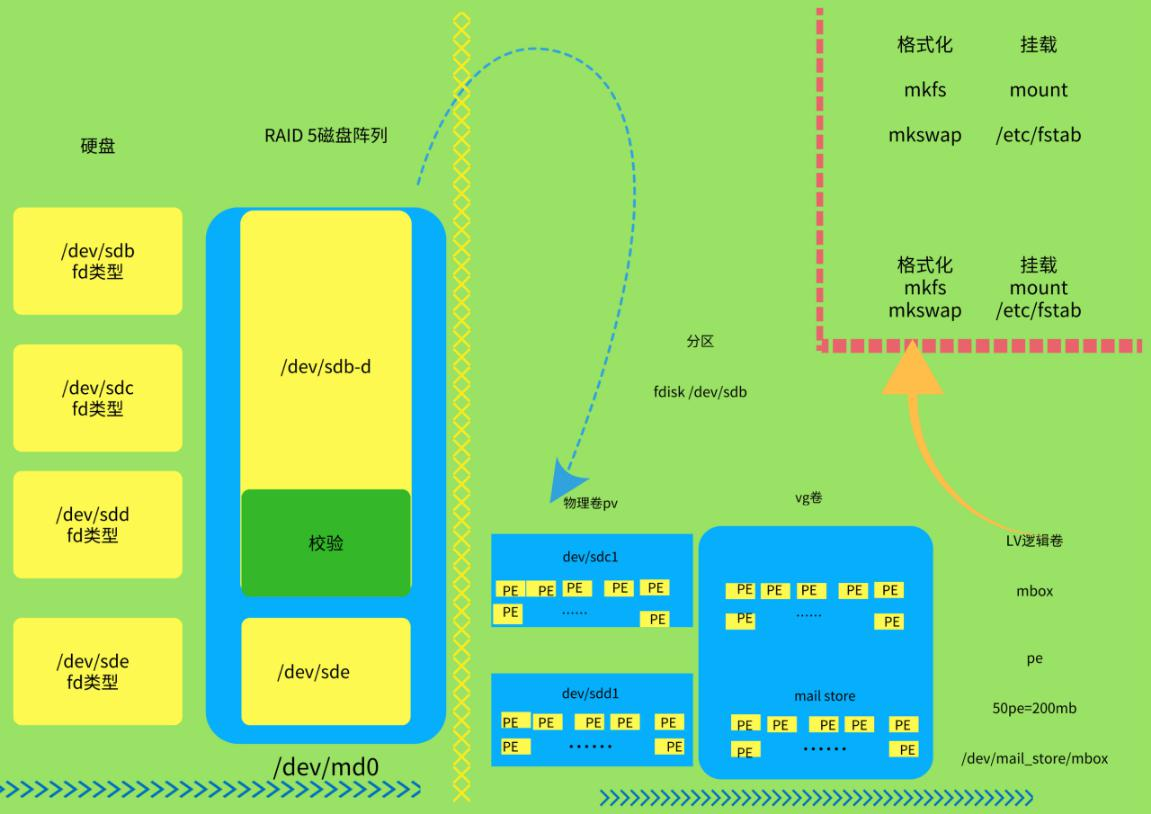 硬盘
/dev/sdb
fd类型
/dev/sdc
fd类型
/dev/sdd
fd类型
/dev/sde
fd类型
RAID 5磁盘阵列
/dev/sdb-d
校验
/dev/sde
/dev/md0
分区
fdisk /dev/sdb
物理卷pv
dev/sdc1
PE PE PE PE PE
PE ...... PE
dev/sdd1
PE PE PE PE PE
PE ...... PE
vg卷
PE PE PE PE PE
PE ...... PE
mail store
PE PE PE PE PE
PE ...... PE
格式化 挂载
mkfs mount
mkswap /etc/fstab
格式化 挂载
mkfs mount
mkswap /etc/fstab
LV逻辑卷
mbox
pe
50pe=200mb
/dev/mail_store/mbox